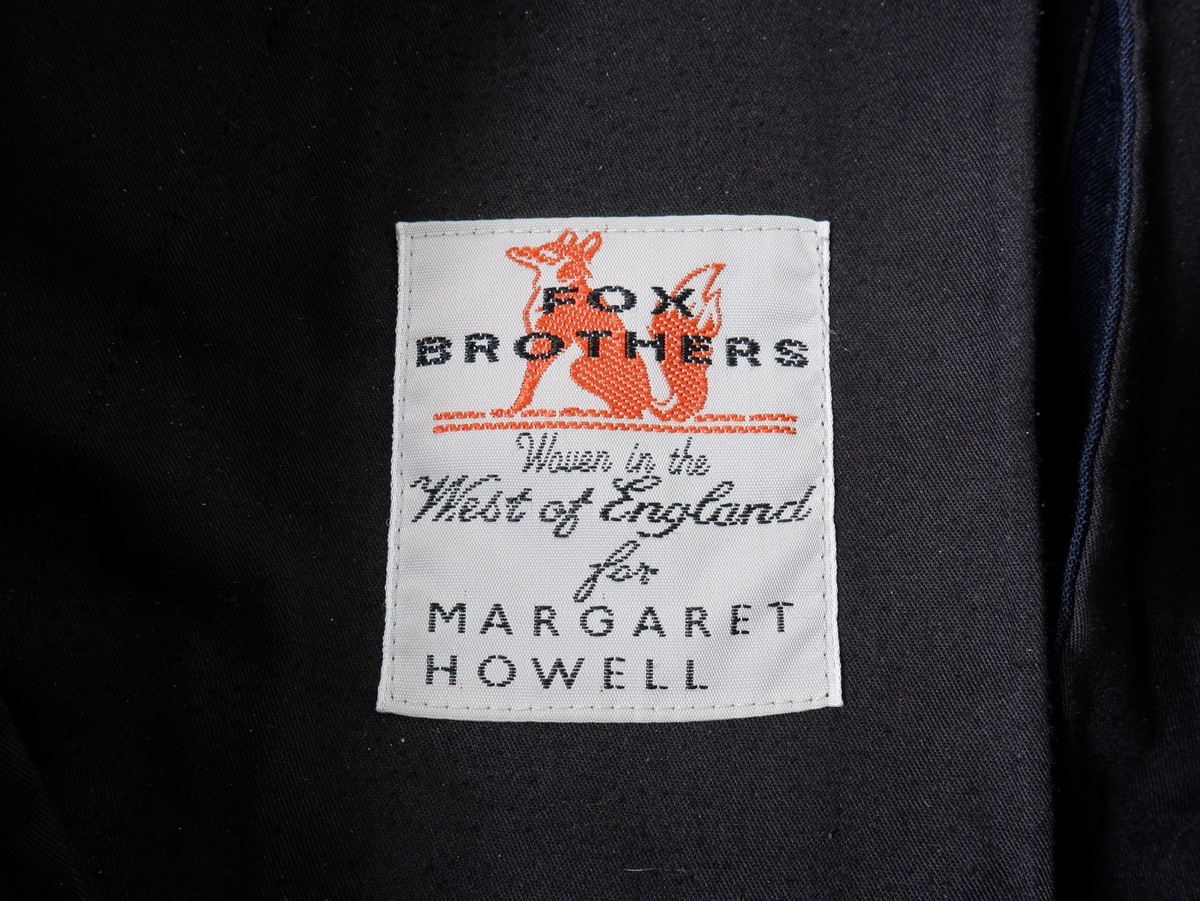 FOX
BROTHERS
Woven in the
West of England
for
MARGARET
HOWELL